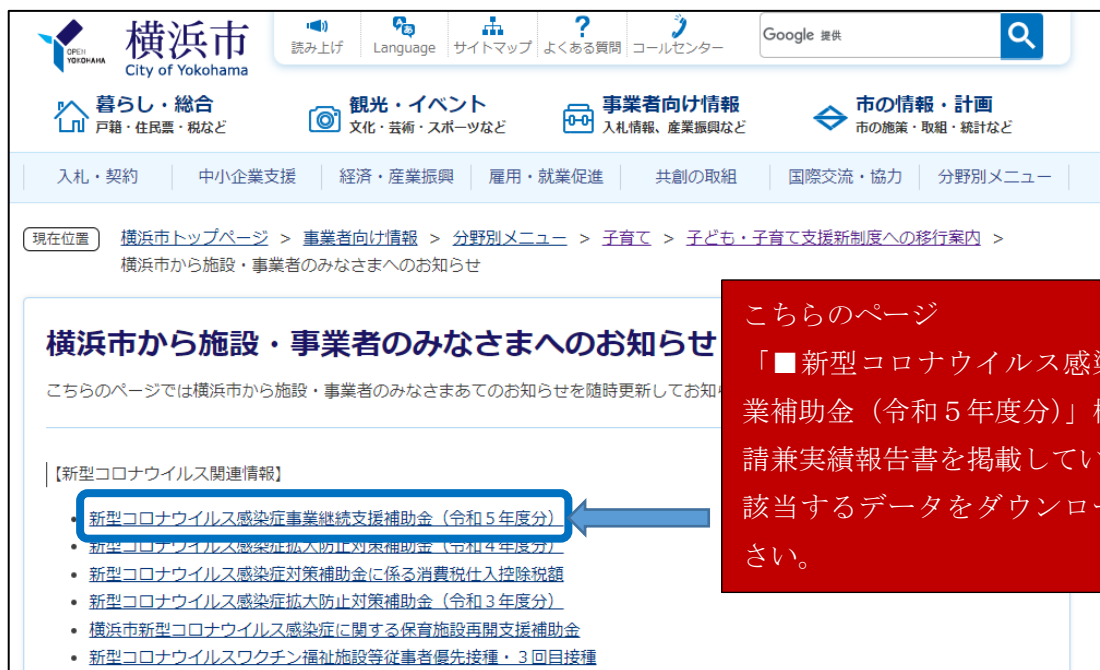 OPEN
YOKOHAMA
横浜市
City of Yokohama
読み上げ
Language
サイトマップ
よくある質問
コールセンター
Google 提供
暮らし・総合
戸籍・住民票・税など
観光・イベント
文化・芸術・スポーツなど
事業者向け情報
入札情報、産業振興など
市の情報・計画
市の施策・取組・統計など
入札・契約
中小企業支援
経済・産業振興
雇用・就業促進
共創の取組
国際交流・協力
分野別メニュー
現在位置
横浜市トップページ > 事業者向け情報 > 分野別メニュー > 子育て > 子ども・子育て支援新制度への移行案内 >
横浜市から施設・事業者のみなさまへのお知らせ
横浜市から施設・事業者のみなさまへのお知らせ
こちらのページでは横浜市から施設・事業者のみなさまあてのお知らせを随時更新してお知
【新型コロナウイルス関連情報】
・新型コロナウイルス感染症事業継続支援補助金（令和５年度分）
・新型コロナウイルス感染症拡大防止対策補助金（令和４年度分）
・新型コロナウイルス感染症対策補助金に係る消費税仕入控除税額
・新型コロナウイルス感染症拡大防止対策補助金（令和３年度分）
・横浜市新型コロナウイルス感染症に関する保育施設再開支援補助金
・新型コロナウイルスワクチン福祉施設等従事者優先接種・３回目接種
こちらのページ
「■新型コロナウイルス感
業補助金（令和５年度分）」
請兼実績報告書を掲載してい
該当するデータをダウンロー
さい。